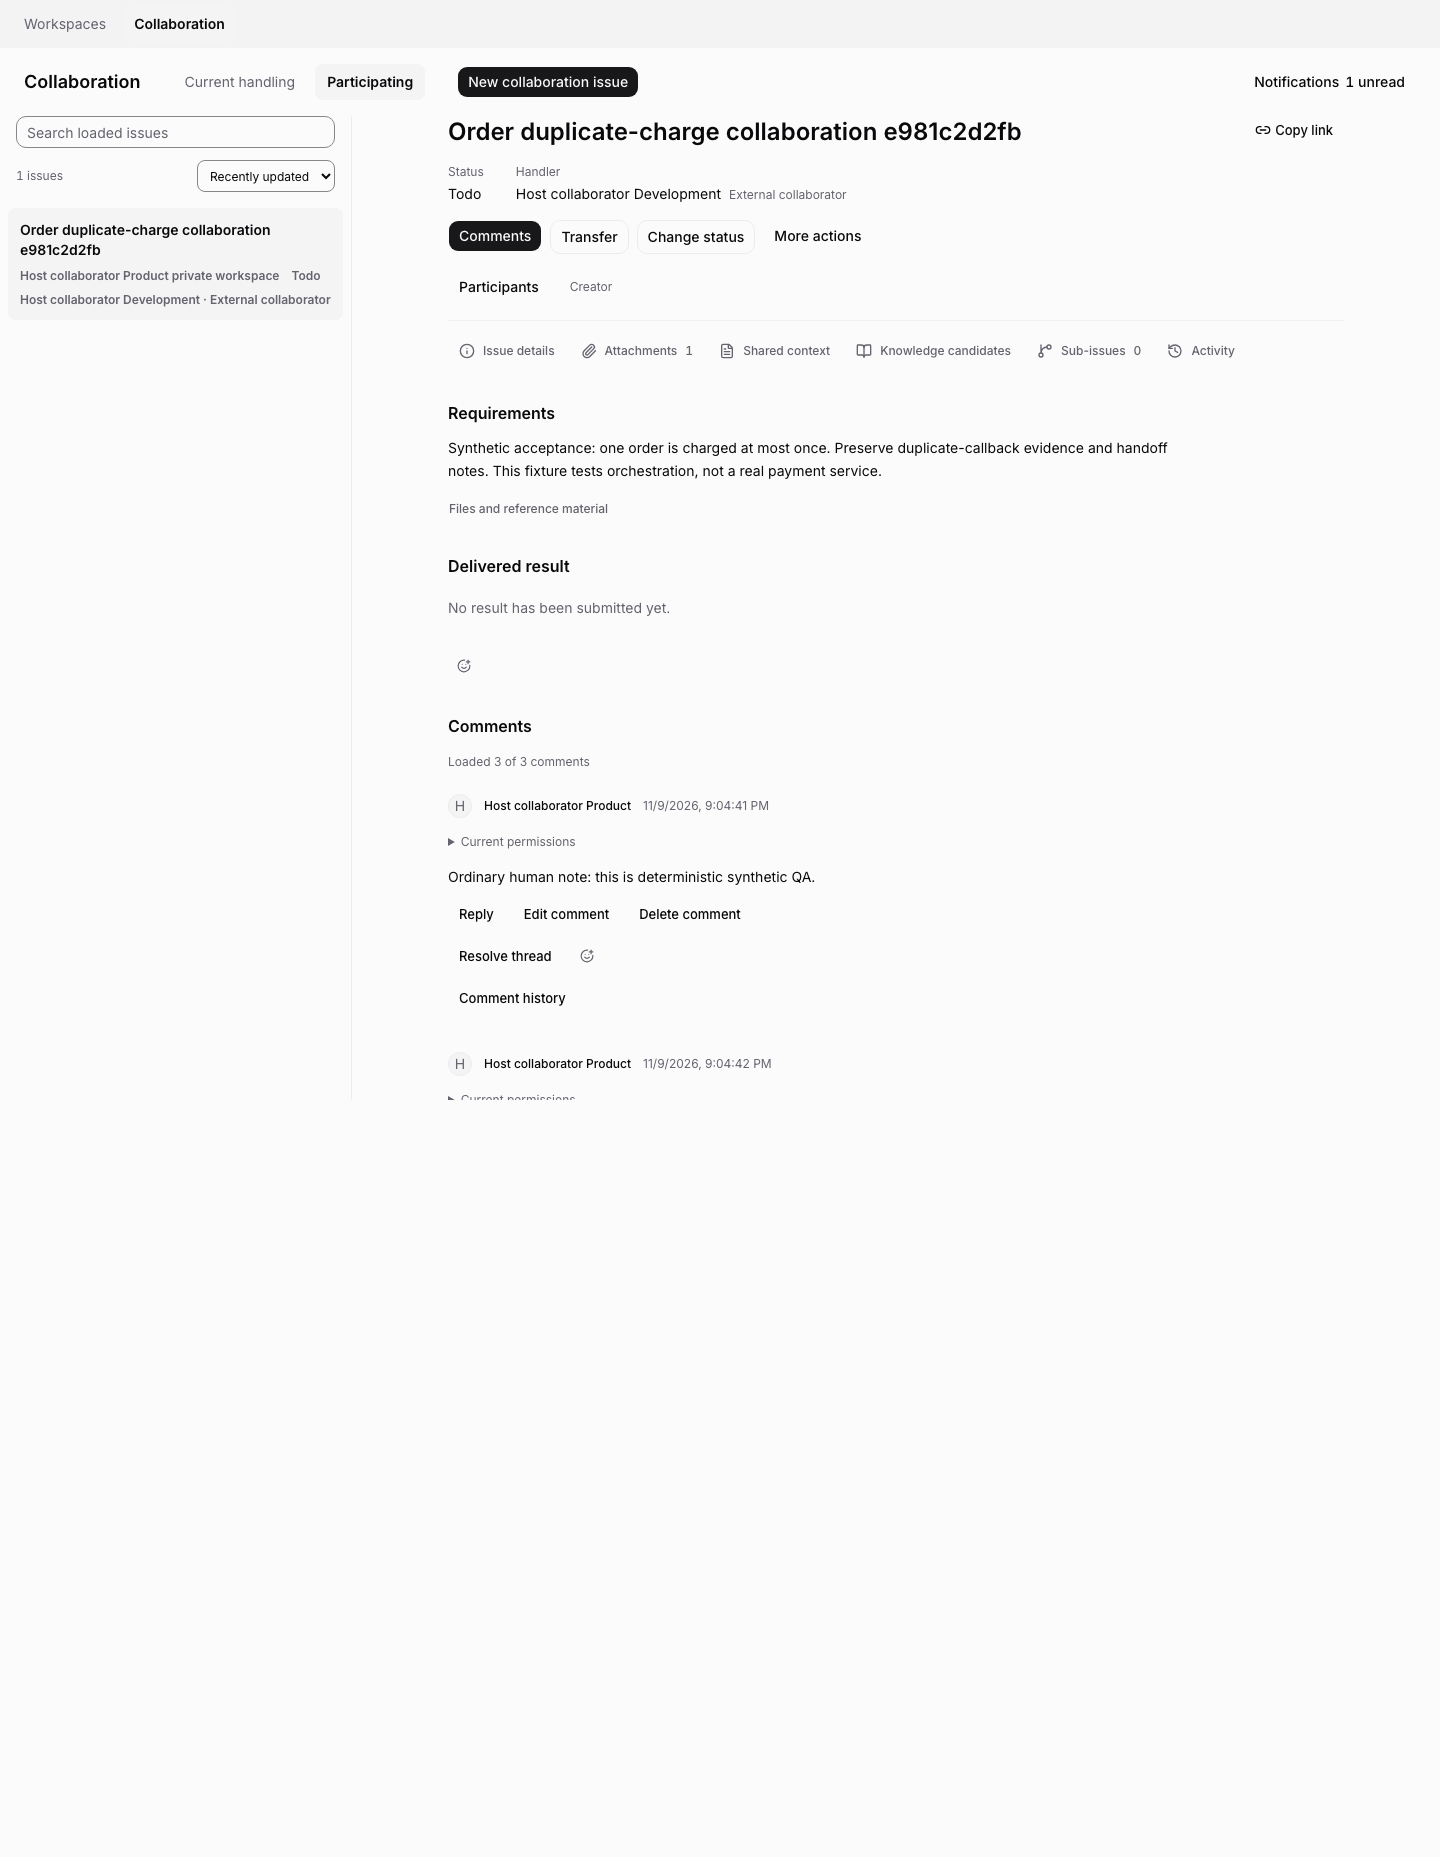 Workspaces Collaboration
Collaboration Current handling Participating New collaboration issue Notifications 1 unread
Search loaded issues
1 issues Recently updated
Order duplicate-charge collaboration
e981c2d2fb
Host collaborator Product private workspace Todo
Host collaborator Development · External collaborator
Order duplicate-charge collaboration e981c2d2fb Copy link
Status Handler
Todo Host collaborator Development External collaborator
Comments Transfer Change status More actions
Participants Creator
Issue details Attachments 1 Shared context Knowledge candidates Sub-issues 0 Activity
Requirements
Synthetic acceptance: one order is charged at most once. Preserve duplicate-callback evidence and handoff
notes. This fixture tests orchestration, not a real payment service.
Files and reference material
Delivered result
No result has been submitted yet.
Comments
Loaded 3 of 3 comments
H Host collaborator Product 11/9/2026, 9:04:41 PM
Current permissions
Ordinary human note: this is deterministic synthetic QA.
Reply Edit comment Delete comment
Resolve thread
Comment history
H Host collaborator Product 11/9/2026, 9:04:42 PM
Current permissions